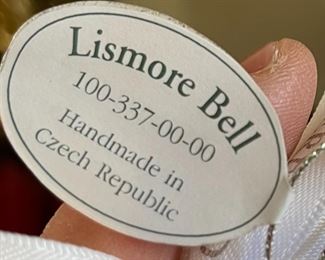 Lismore Bell
100-337-00-00
Handmade in
Czech Republic